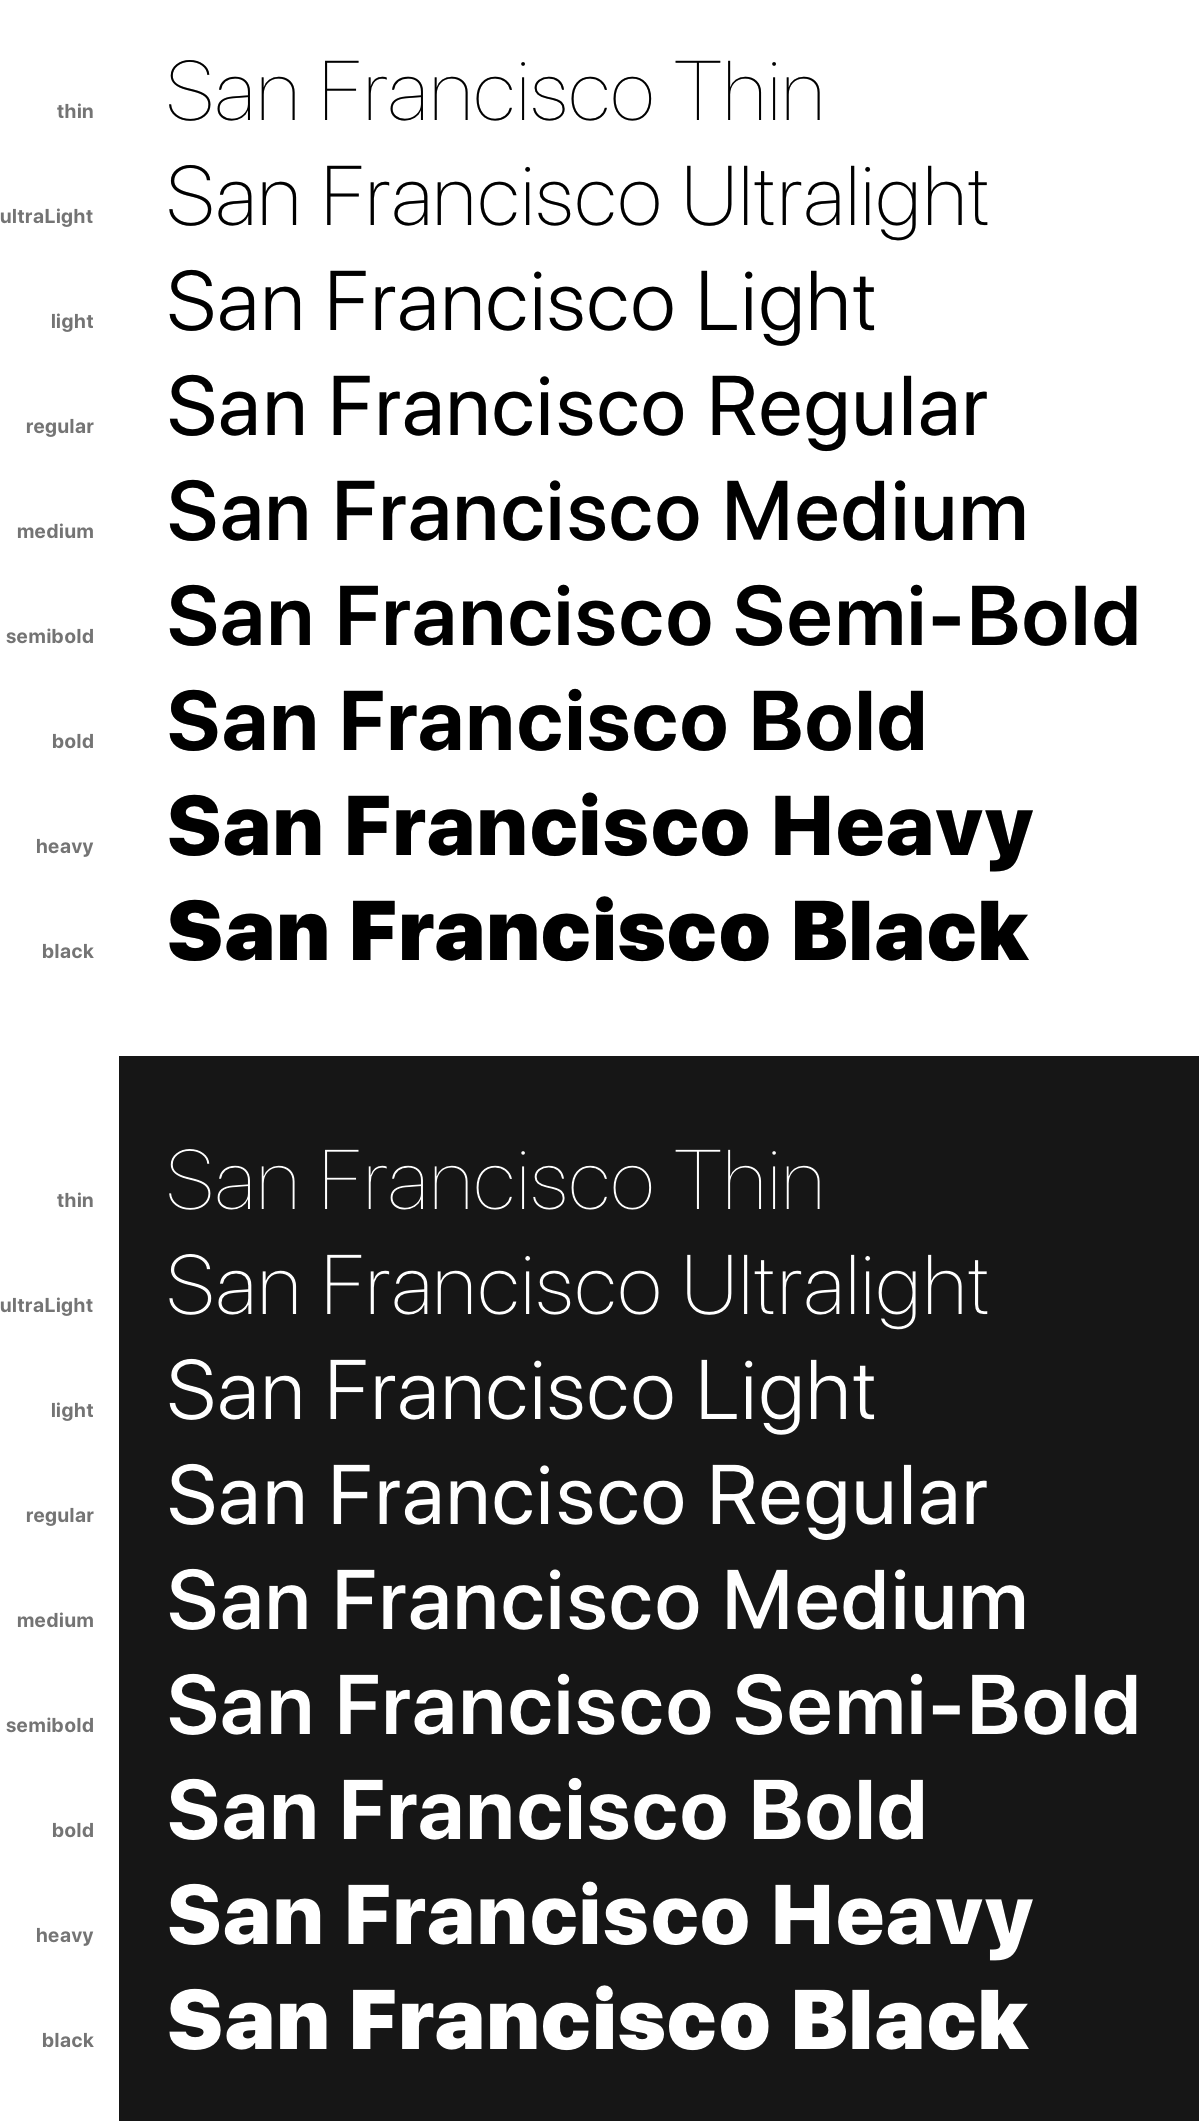 thin San Francisco Thin
ultraLight San Francisco Ultralight
light San Francisco Light
regular San Francisco Regular
medium San Francisco Medium
semibold San Francisco Semi-Bold
bold San Francisco Bold
heavy San Francisco Heavy
black San Francisco Black
thin San Francisco Thin
ultraLight San Francisco Ultralight
light San Francisco Light
regular San Francisco Regular
medium San Francisco Medium
semibold San Francisco Semi-Bold
bold San Francisco Bold
heavy San Francisco Heavy
black San Francisco Black